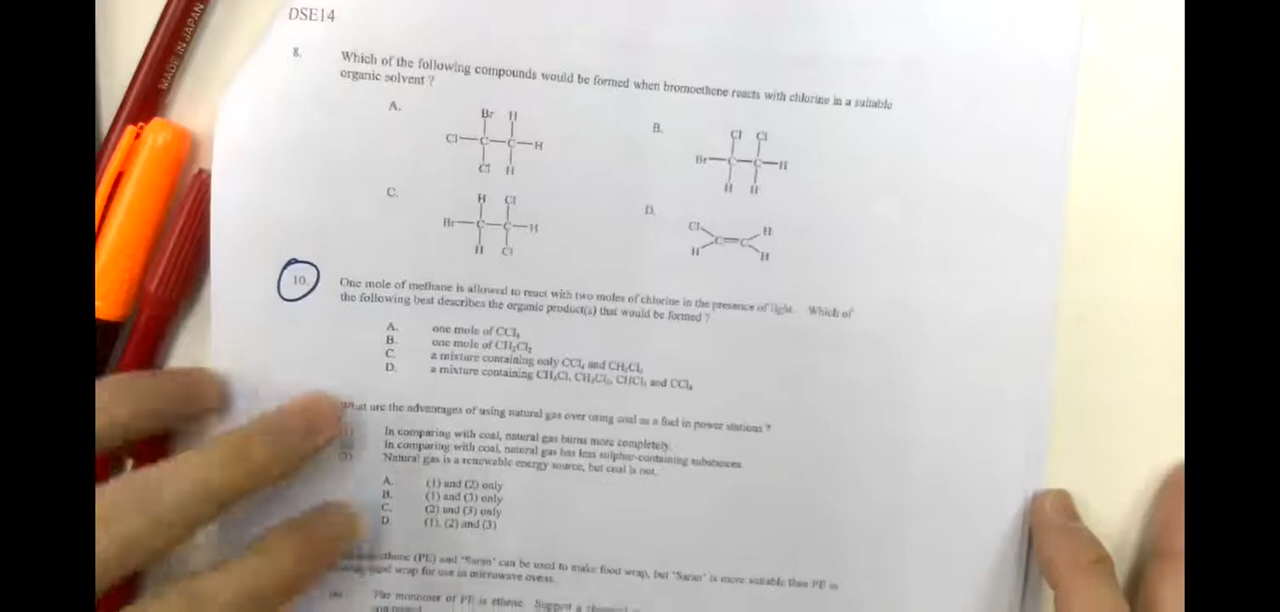 MADE IN JAPAN
DSE14
8. Which of the following compounds would be formed when bromoethene reacts with chlorine in a suitable
organic solvent ?
A.
Br H
Cl C C H
Cl H
B.
Cl Cl
Br C C H
H H
C.
H Cl
Br C C H
H Cl
D.
Cl H
C C
H H
10. One mole of methane is allowed to react with two moles of chlorine in the presence of light. Which of
the following best describes the organic product(s) that would be formed ?
A. one mole of CCl₄
B. one mole of CH₂Cl₂
C. a mixture containing only CCl₄ and CH₃Cl
D. a mixture containing CH₃Cl, CH₂Cl₂, CHCl₃ and CCl₄
What are the advantages of using natural gas over using coal as a fuel in power stations ?
(1) In comparing with coal, natural gas burns more completely.
In comparing with coal, natural gas has less sulphur-containing substances
(3) Natural gas is a renewable energy source, but coal is not.
A. (1) and (2) only
B. (1) and (3) only
C. (2) and (3) only
D. (1), (2) and (3)
(PE) and 'Saran' can be used to make food wrap, but 'Saran' is more suitable than PE in
wrap for use in microwave ovens.
The monomer of PE is ethene. Suggest a